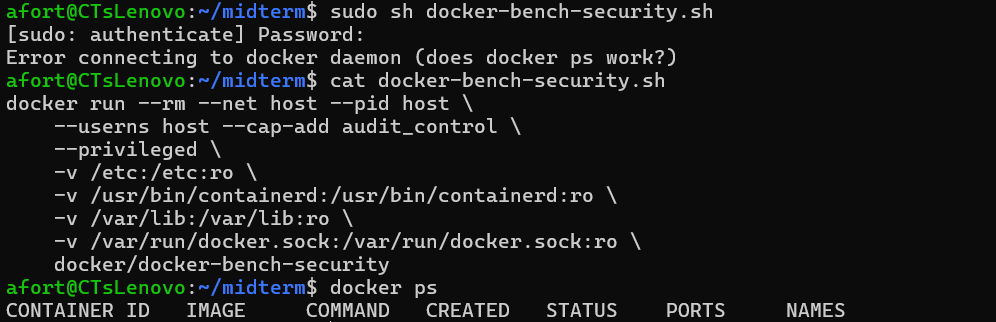 afort@CTsLenovo:~/midterm$ sudo sh docker-bench-security.sh
[sudo: authenticate] Password:
Error connecting to docker daemon (does docker ps work?)
afort@CTsLenovo:~/midterm$ cat docker-bench-security.sh
docker run --rm --net host --pid host \
    --userns host --cap-add audit_control \
    --privileged \
    -v /etc:/etc:ro \
    -v /usr/bin/containerd:/usr/bin/containerd:ro \
    -v /var/lib:/var/lib:ro \
    -v /var/run/docker.sock:/var/run/docker.sock:ro \
    docker/docker-bench-security
afort@CTsLenovo:~/midterm$ docker ps
CONTAINER ID   IMAGE     COMMAND   CREATED   STATUS    PORTS     NAMES